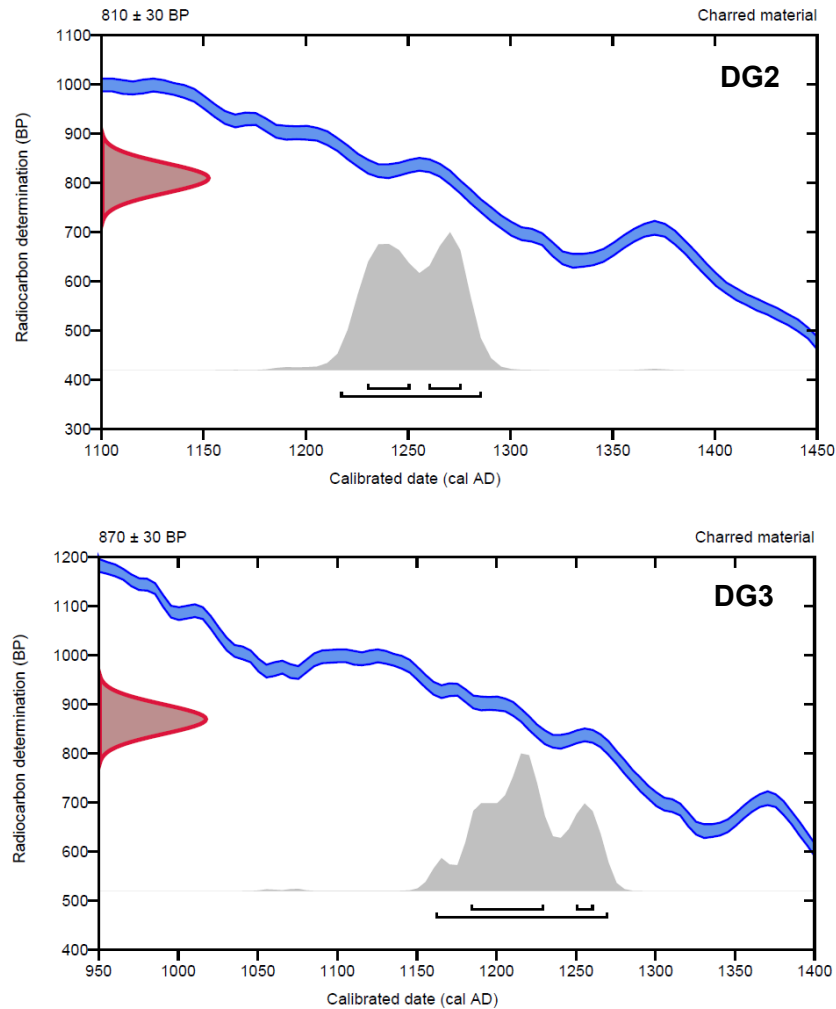 810 ± 30 BP Charred material
1100
1000
900
800
700
600
500
400
300
Radiocarbon determination (BP)
DG2
1100 1150 1200 1250 1300 1350 1400 1450
Calibrated date (cal AD)
870 ± 30 BP Charred material
1200
1100
1000
900
800
700
600
500
400
Radiocarbon determination (BP)
DG3
950 1000 1050 1100 1150 1200 1250 1300 1350 1400
Calibrated date (cal AD)